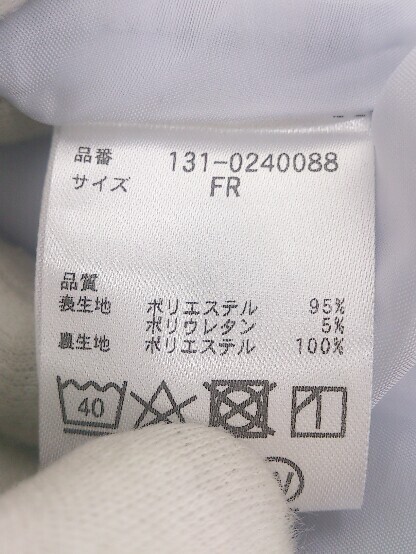 品番 131-0240088
サイズ FR
品質
表生地 ポリエステル 95%
ポリウレタン 5%
裏生地 ポリエステル 100%
40
W